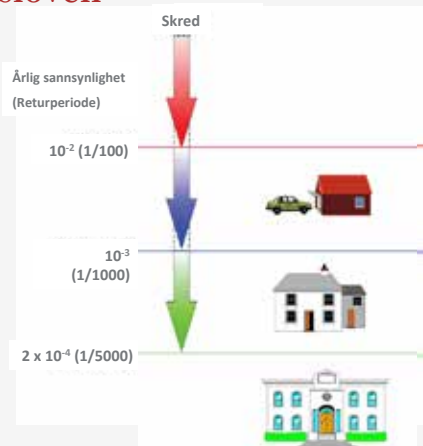 Skred
Årlig sannsynlighet
(Returperiode)
10⁻² (1/100)
10⁻³
(1/1000)
2 x 10⁻⁴ (1/5000)